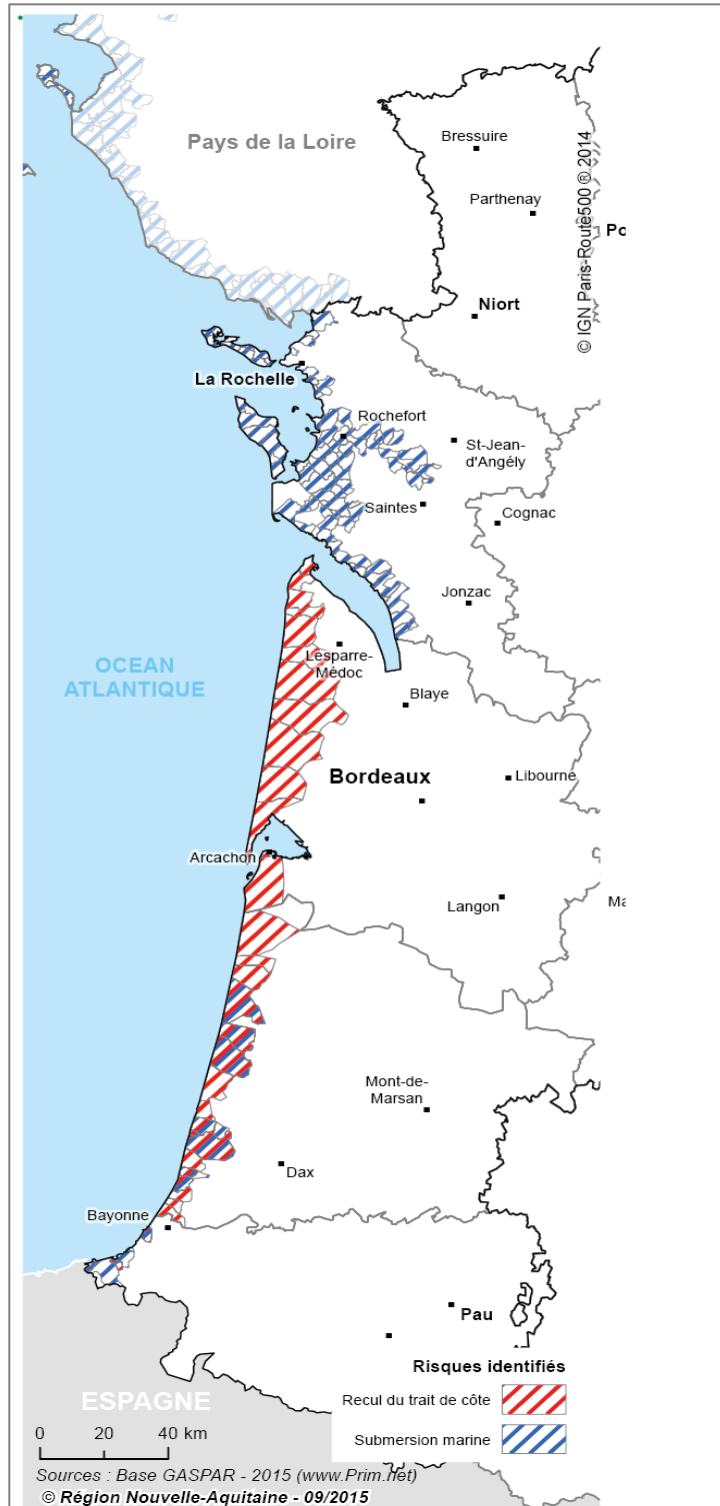 Pays de la Loire
Bressuire
Parthenay
© IGN Paris-Route500 ® 2014
Niort
La Rochelle
Rochefort
St-Jean-
d'Angély
Saintes
Cognac
Jonzac
OCEAN
ATLANTIQUE
Lesparre-
Médoc
Blaye
Bordeaux
Libourne
Arcachon
Langon
Mont-de-
Marsan
Dax
Bayonne
Pau
Risques identifiés
ESPAGNE
Recul du trait de côte
0 20 40 km
Submersion marine
Sources : Base GASPAR - 2015 (www.Prim.net)
© Région Nouvelle-Aquitaine - 09/2015